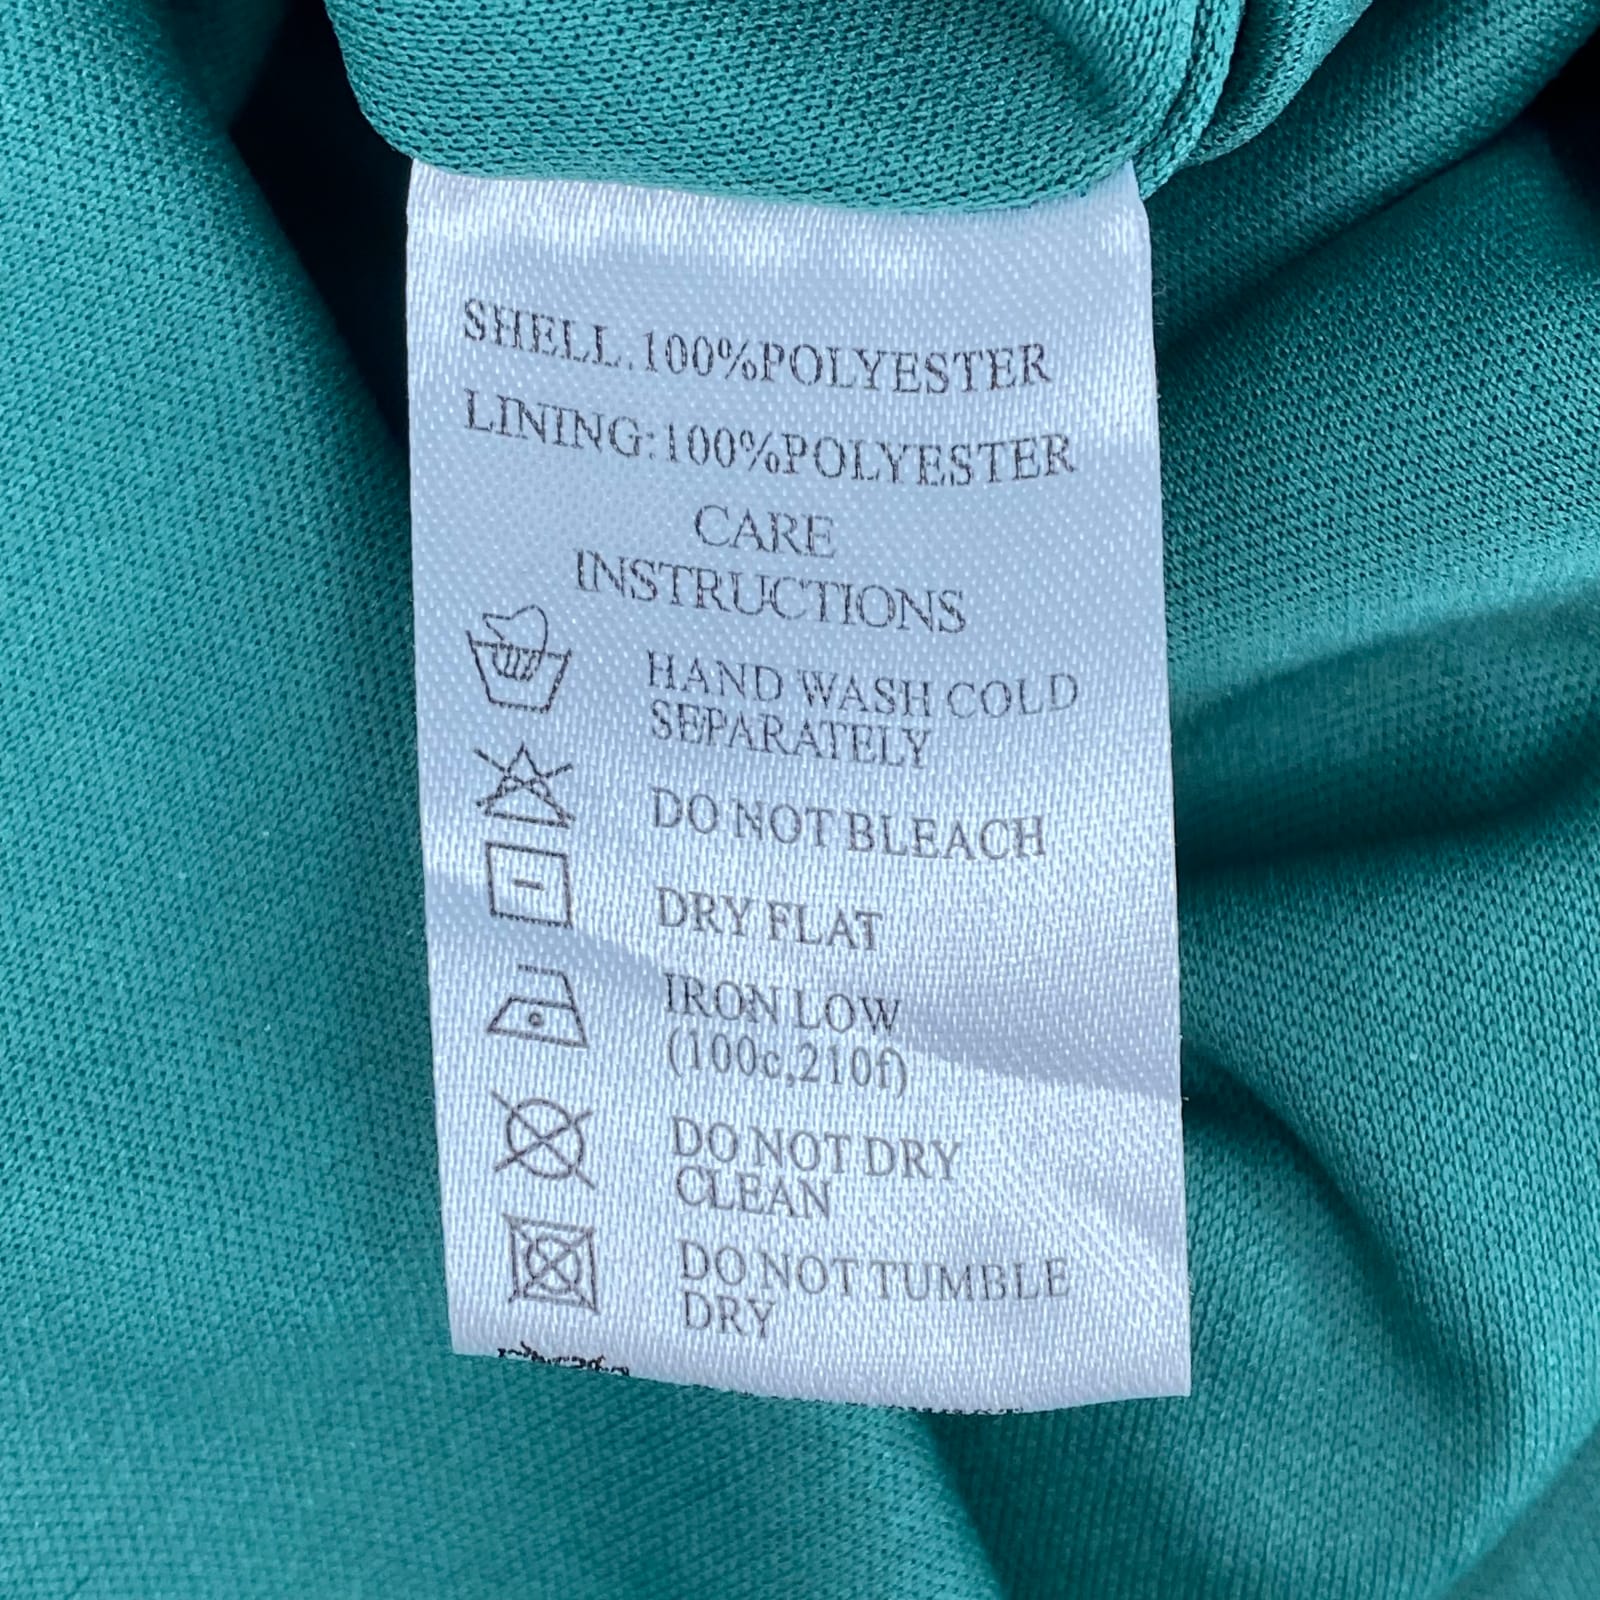 SHELL.100%POLYESTER
LINING:100%POLYESTER
CARE
INSTRUCTIONS
HAND WASH COLD
SEPARATELY
DO NOT BLEACH
DRY FLAT
IRON LOW
(100c,210f)
DO NOT DRY
CLEAN
DO NOT TUMBLE
DRY